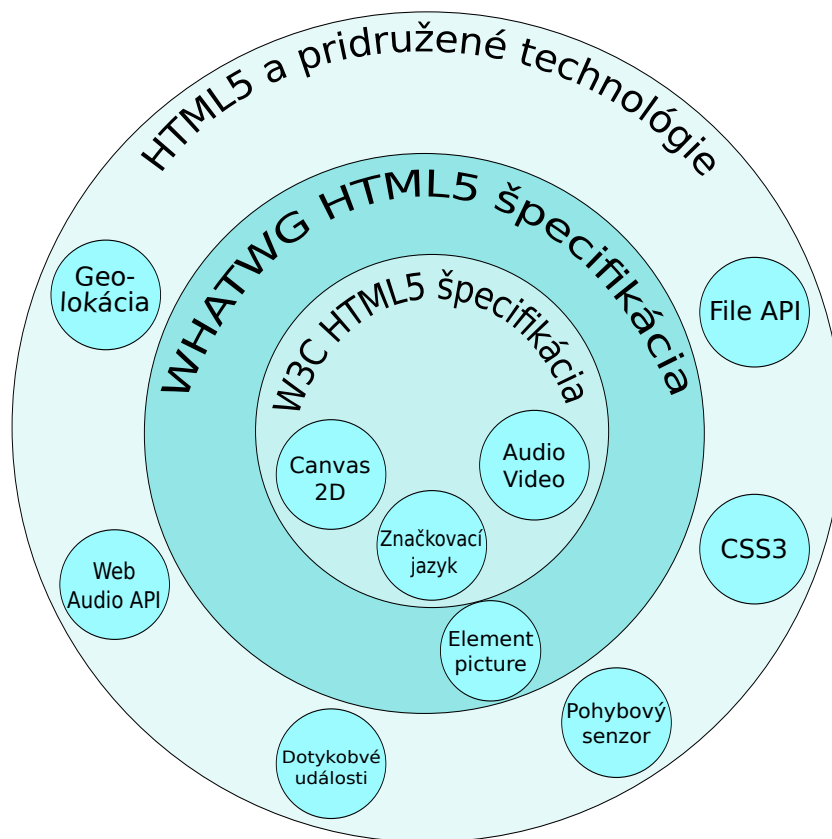 HTML5 a pridružené technológie
WHATWG HTML5 špecifikácia
W3C HTML5 špecifikácia
Geo-
lokácia
File API
Canvas
2D
Audio
Video
Značkovací
jazyk
CSS3
Web
Audio API
Element
picture
Pohybový
senzor
Dotykobvé
události